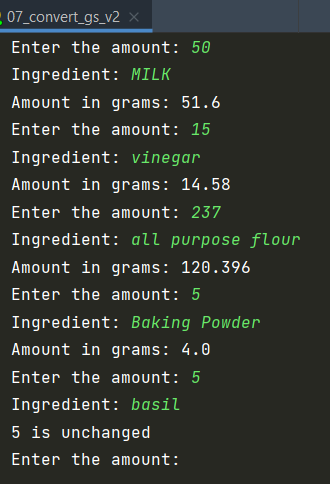 07_convert_gs_v2
Enter the amount: 50
Ingredient: MILK
Amount in grams: 51.6
Enter the amount: 15
Ingredient: vinegar
Amount in grams: 14.58
Enter the amount: 237
Ingredient: all purpose flour
Amount in grams: 120.396
Enter the amount: 5
Ingredient: Baking Powder
Amount in grams: 4.0
Enter the amount: 5
Ingredient: basil
5 is unchanged
Enter the amount: